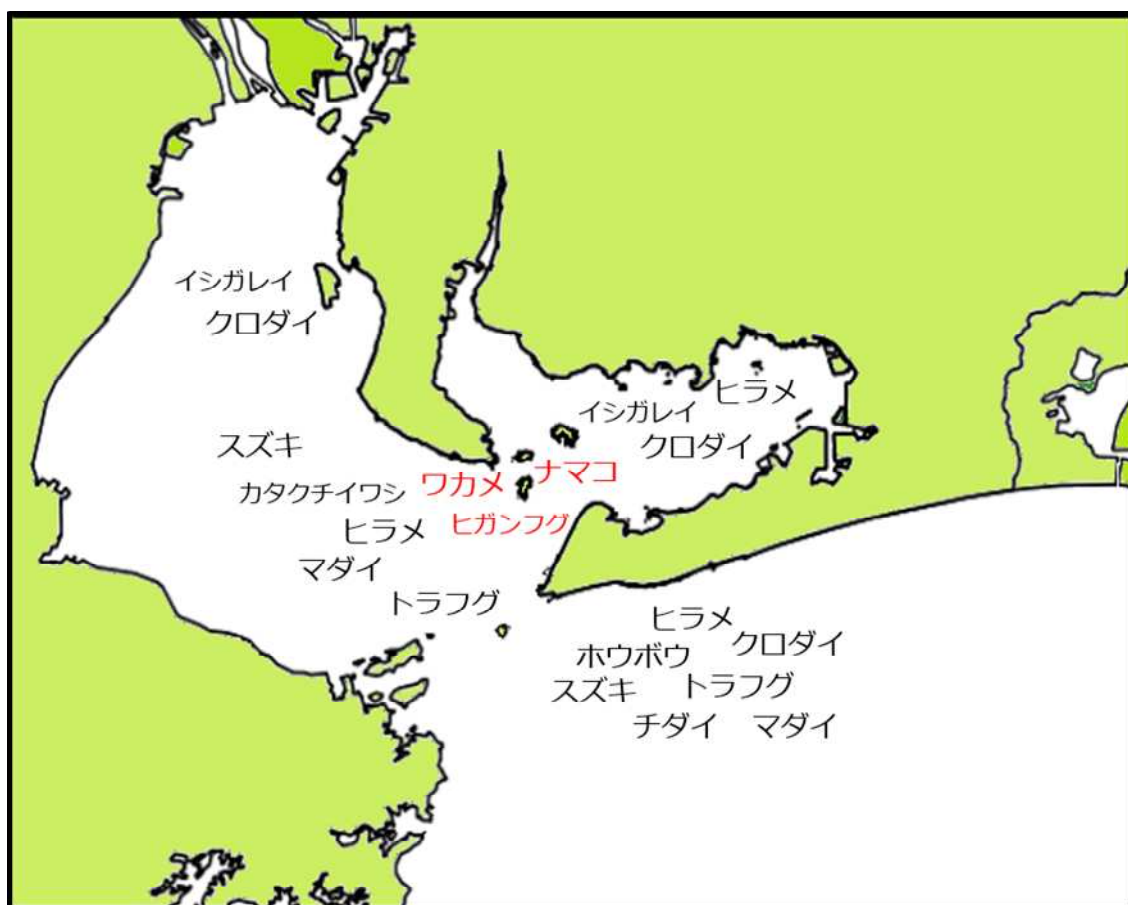 イシガレイ
クロダイ
ヒラメ
イシガレイ
クロダイ
スズキ
カタクチイワシ
ワカメ
ナマコ
ヒガンフグ
ヒラメ
マダイ
トラフグ
ヒラメ
クロダイ
ホウボウ
スズキ
トラフグ
チダイ
マダイ